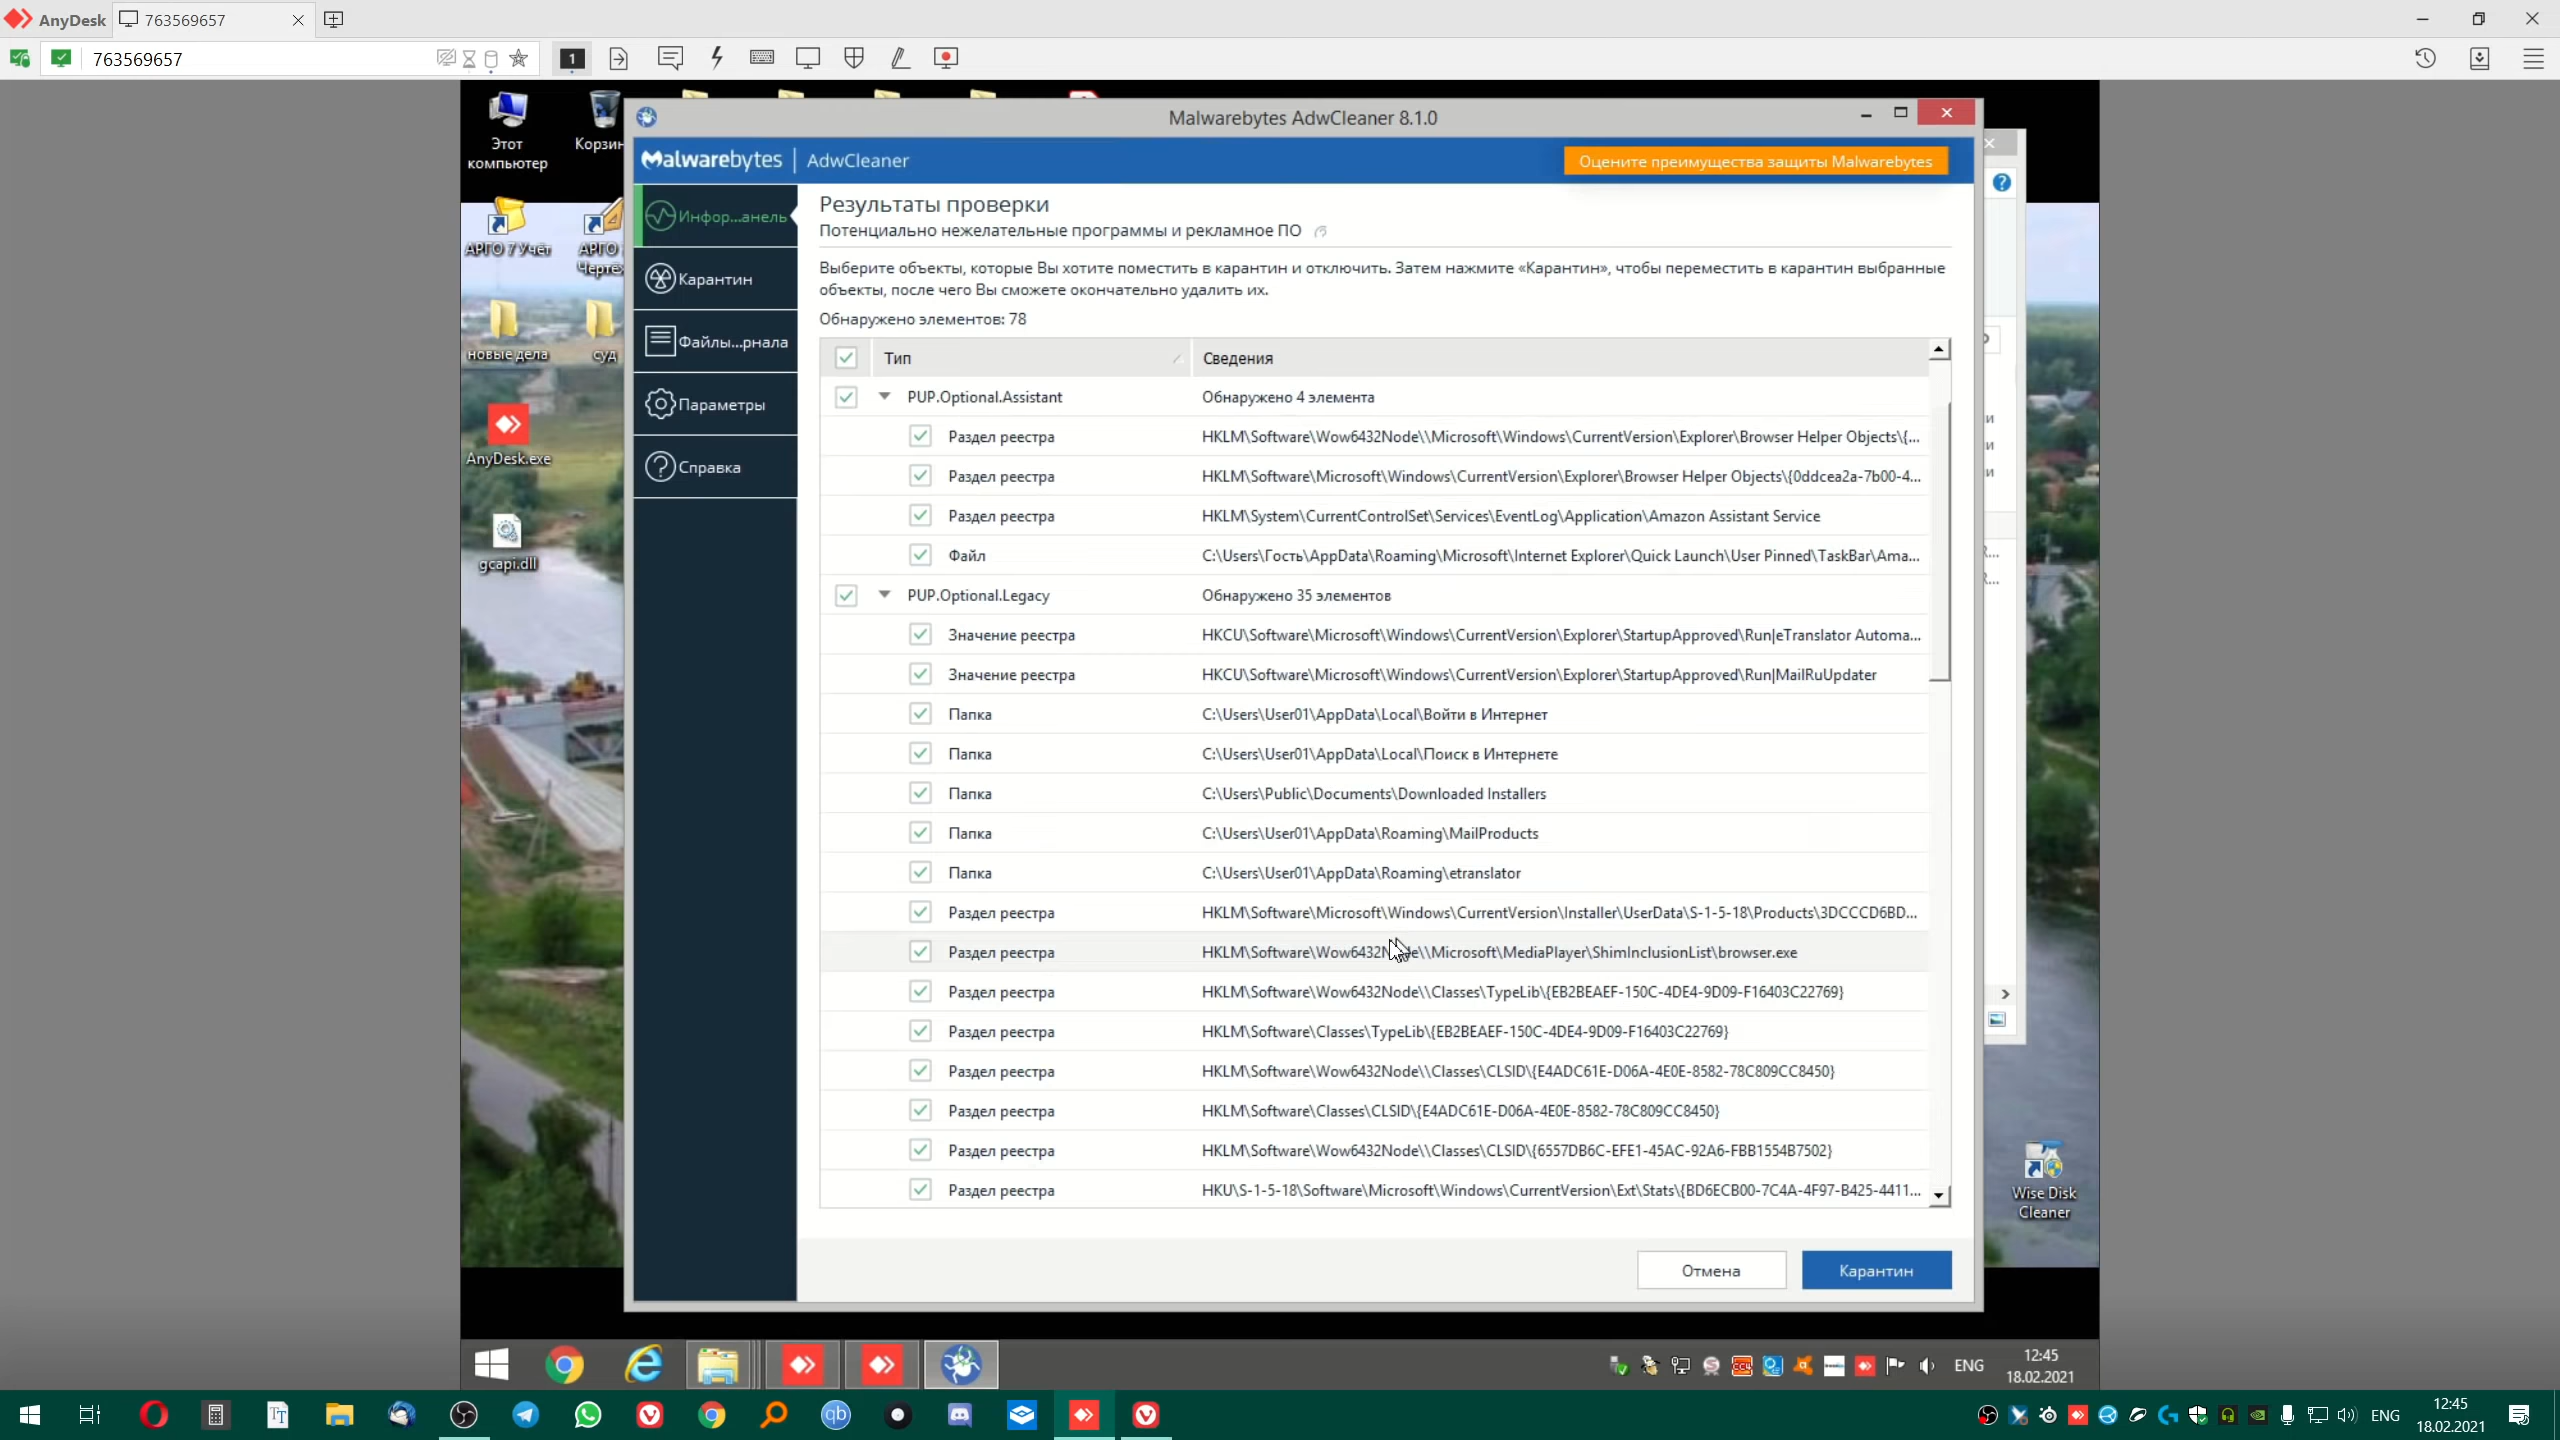 AnyDesk
763569657
763569657
1
Этот
компьютер
АРГО 7 Учёт
АРГО
новые дела
суд
AnyDesk.exe
gcapi.dll
Malwarebytes AdwCleaner 8.1.0
Malwarebytes | AdwCleaner
Оцените преимущества защиты Malwarebytes
Инфор...анель
Карантин
Файлы...рнала
Параметры
Справка
Результаты проверки
Потенциально нежелательные программы и рекламное ПО
Выберите объекты, которые Вы хотите поместить в карантин и отключить. Затем нажмите «Карантин», чтобы переместить в карантин выбранные
объекты, после чего Вы сможете окончательно удалить их.
Обнаружено элементов: 78
Тип Сведения
PUP.Optional.Assistant Обнаружено 4 элемента
Раздел реестра HKLM\Software\Wow6432Node\\Microsoft\Windows\CurrentVersion\Explorer\Browser Helper Objects\{...
Раздел реестра HKLM\Software\Microsoft\Windows\CurrentVersion\Explorer\Browser Helper Objects\{0ddcea2a-7b00-4...
Раздел реестра HKLM\System\CurrentControlSet\Services\EventLog\Application\Amazon Assistant Service
Файл C:\Users\Гость\AppData\Roaming\Microsoft\Internet Explorer\Quick Launch\User Pinned\TaskBar\Ama...
PUP.Optional.Legacy Обнаружено 35 элементов
Значение реестра HKCU\Software\Microsoft\Windows\CurrentVersion\Explorer\StartupApproved\Run|eTranslator Automa...
Значение реестра HKCU\Software\Microsoft\Windows\CurrentVersion\Explorer\StartupApproved\Run|MailRuUpdater
Папка C:\Users\User01\AppData\Local\Войти в Интернет
Папка C:\Users\User01\AppData\Local\Поиск в Интернете
Папка C:\Users\Public\Documents\Downloaded Installers
Папка C:\Users\User01\AppData\Roaming\MailProducts
Папка C:\Users\User01\AppData\Roaming\etranslator
Раздел реестра HKLM\Software\Microsoft\Windows\CurrentVersion\Installer\UserData\S-1-5-18\Products\3DCCCD6BD...
Раздел реестра HKLM\Software\Wow6432Node\\Microsoft\MediaPlayer\ShimInclusionList\browser.exe
Раздел реестра HKLM\Software\Wow6432Node\\Classes\TypeLib\{EB2BEAEF-150C-4DE4-9D09-F16403C22769}
Раздел реестра HKLM\Software\Classes\TypeLib\{EB2BEAEF-150C-4DE4-9D09-F16403C22769}
Раздел реестра HKLM\Software\Wow6432Node\\Classes\CLSID\{E4ADC61E-D06A-4E0E-8582-78C809CC8450}
Раздел реестра HKLM\Software\Classes\CLSID\{E4ADC61E-D06A-4E0E-8582-78C809CC8450}
Раздел реестра HKLM\Software\Wow6432Node\\Classes\CLSID\{6557DB6C-EFE1-45AC-92A6-FBB1554B7502}
Раздел реестра HKU\S-1-5-18\Software\Microsoft\Windows\CurrentVersion\Ext\Stats\{BD6ECB00-7C4A-4F97-B425-4411...
Отмена
Карантин
Wise Disk
Cleaner
ENG
12:45
18.02.2021
ENG
12:45
18.02.2021